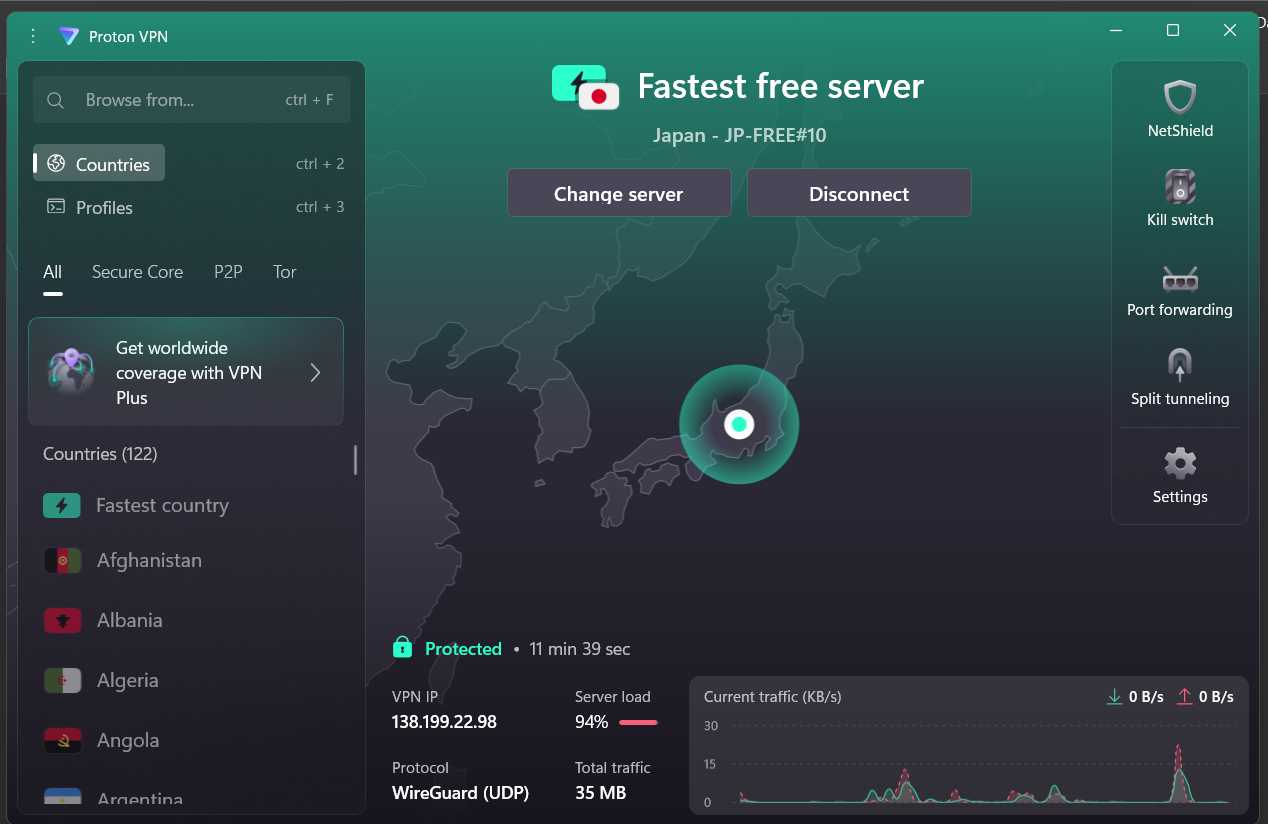 Proton VPN
Browse from...
ctrl + F
Countries
ctrl + 2
Profiles
ctrl + 3
All
Secure Core
P2P
Tor
Get worldwide
coverage with VPN
Plus
Countries (122)
Fastest country
Afghanistan
Albania
Algeria
Angola
Argentina
Fastest free server
Japan - JP-FREE#10
Change server
Disconnect
NetShield
Kill switch
Port forwarding
Split tunneling
Settings
Protected • 11 min 39 sec
VPN IP
138.199.22.98
Server load
94%
Protocol
WireGuard (UDP)
Total traffic
35 MB
Current traffic (KB/s)
0 B/s
0 B/s
30
15
0